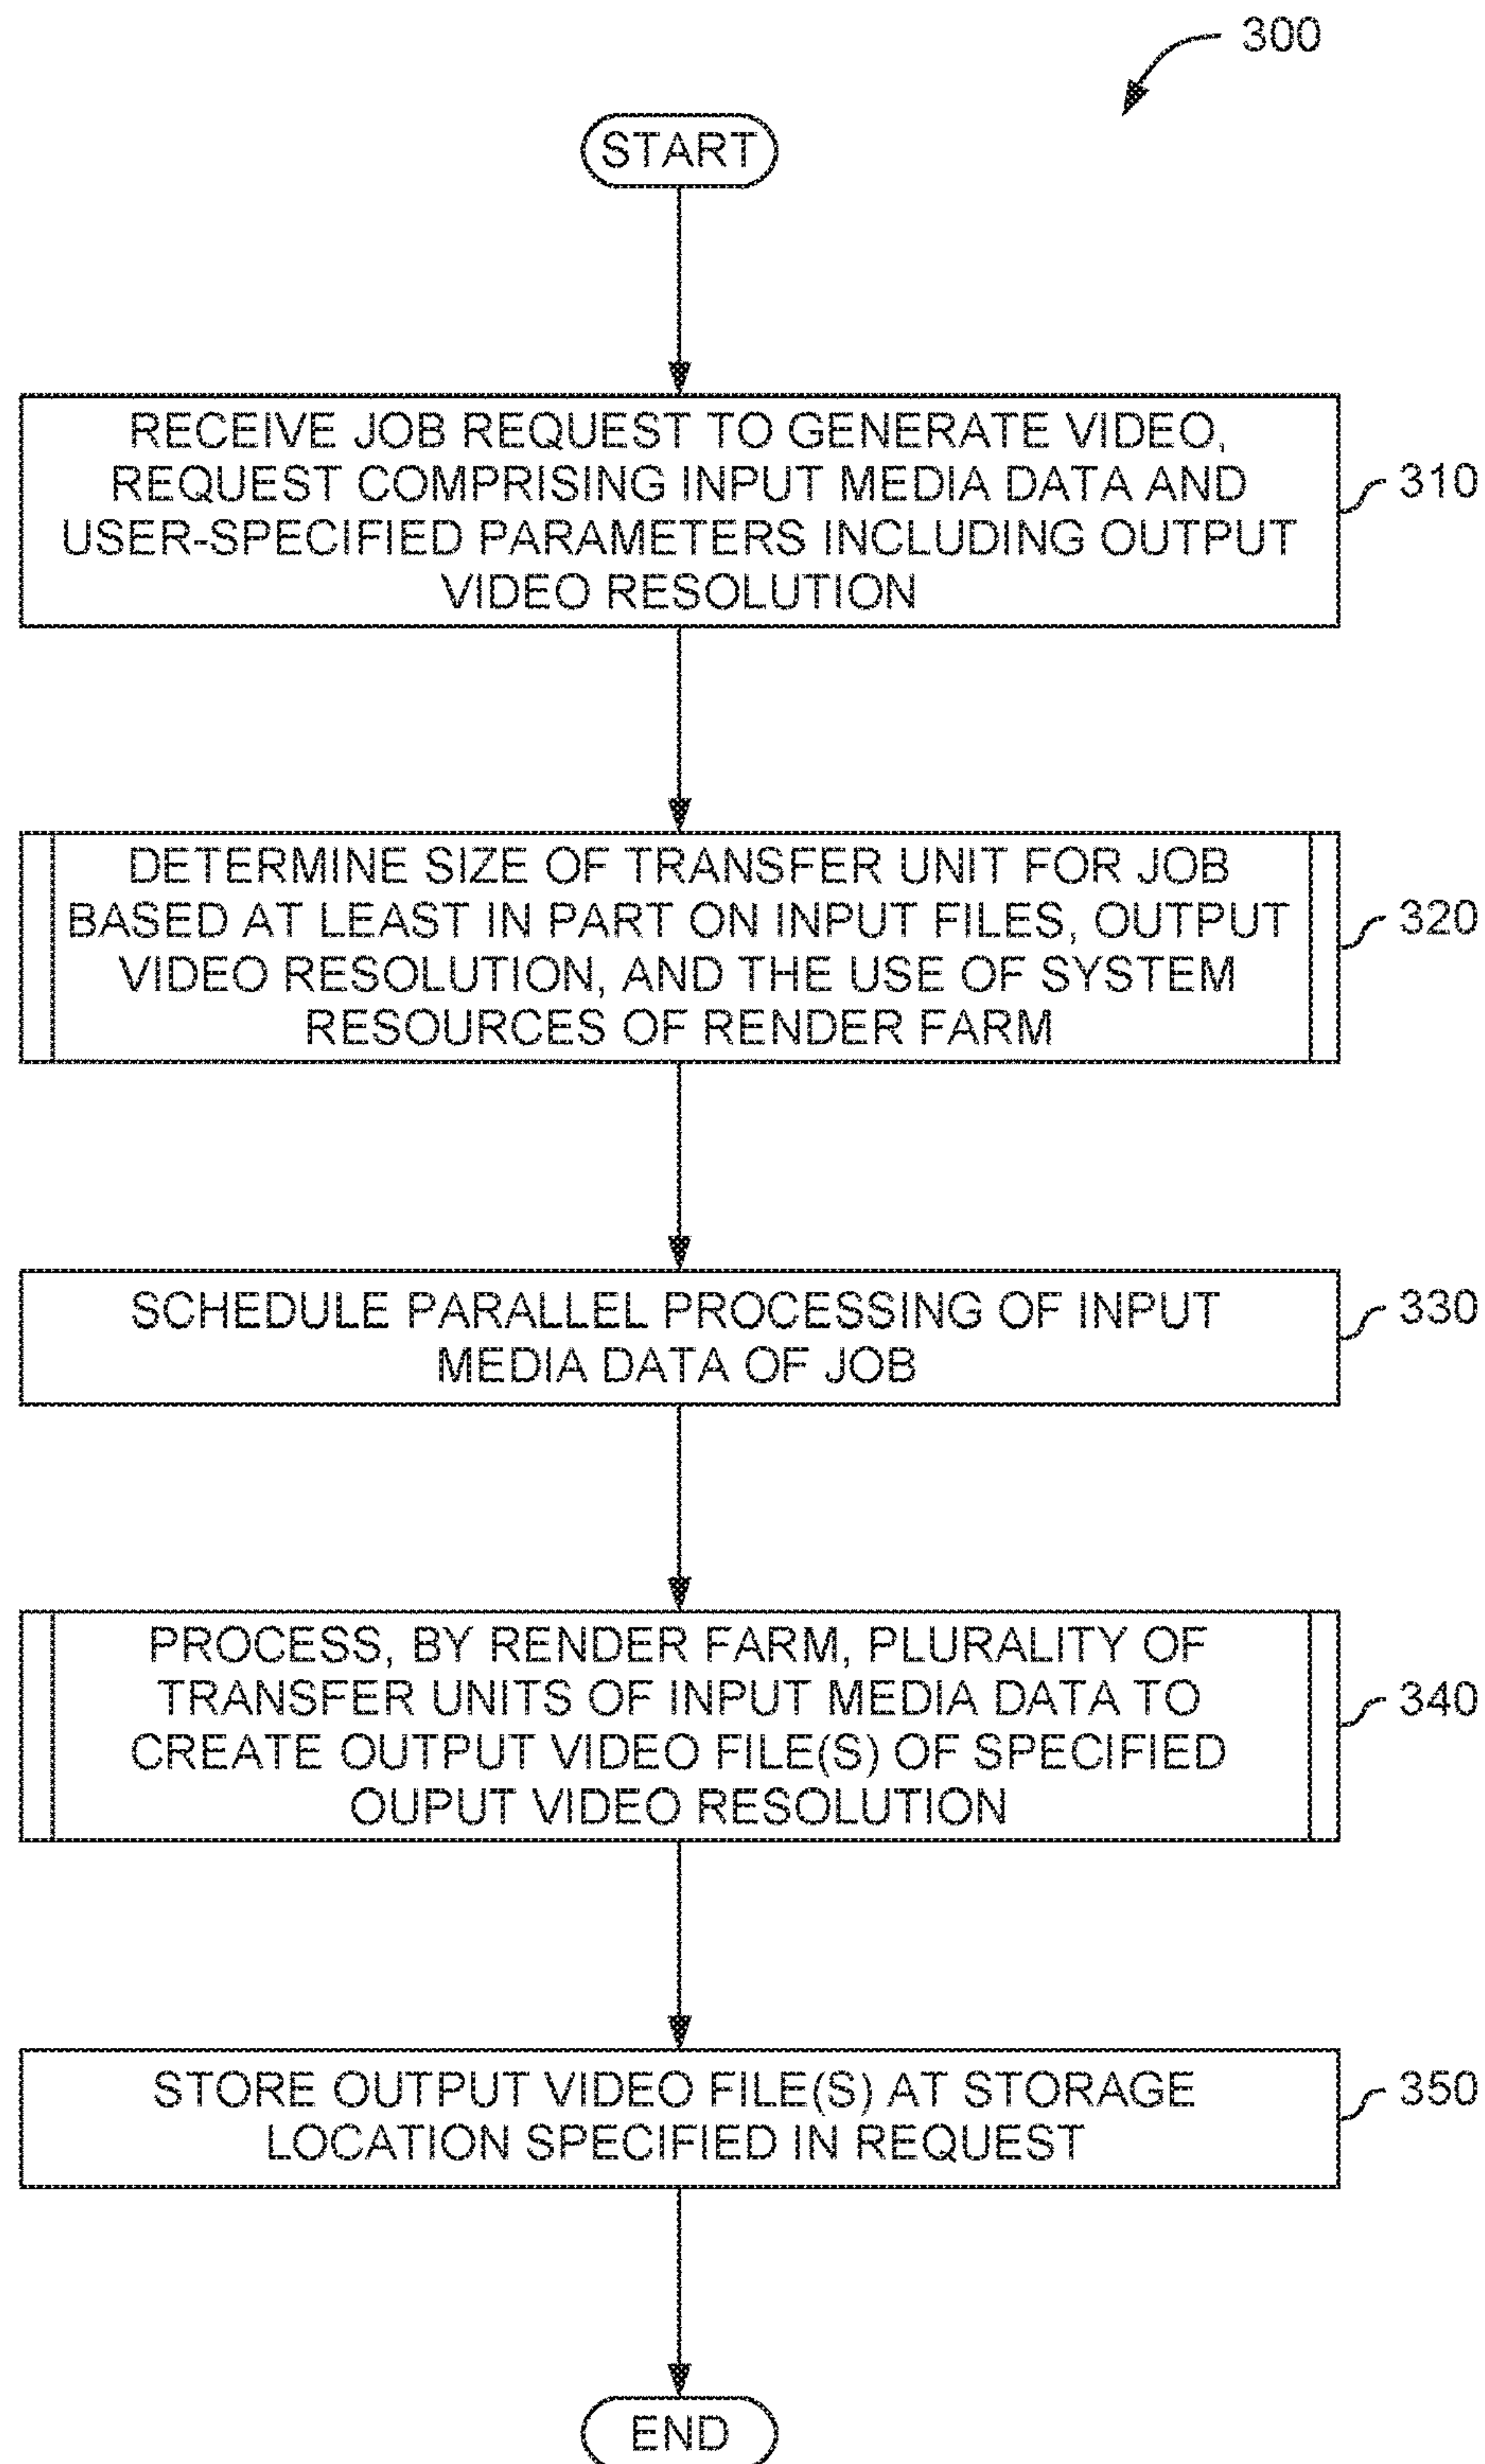 300
START
RECEIVE JOB REQUEST TO GENERATE VIDEO,
REQUEST COMPRISING INPUT MEDIA DATA AND
USER-SPECIFIED PARAMETERS INCLUDING OUTPUT
VIDEO RESOLUTION
310
DETERMINE SIZE OF TRANSFER UNIT FOR JOB
BASED AT LEAST IN PART ON INPUT FILES, OUTPUT
VIDEO RESOLUTION, AND THE USE OF SYSTEM
RESOURCES OF RENDER FARM
320
SCHEDULE PARALLEL PROCESSING OF INPUT
MEDIA DATA OF JOB
330
PROCESS, BY RENDER FARM, PLURALITY OF
TRANSFER UNITS OF INPUT MEDIA DATA TO
CREATE OUTPUT VIDEO FILE(S) OF SPECIFIED
OUPUT VIDEO RESOLUTION
340
STORE OUTPUT VIDEO FILE(S) AT STORAGE
LOCATION SPECIFIED IN REQUEST
350
END